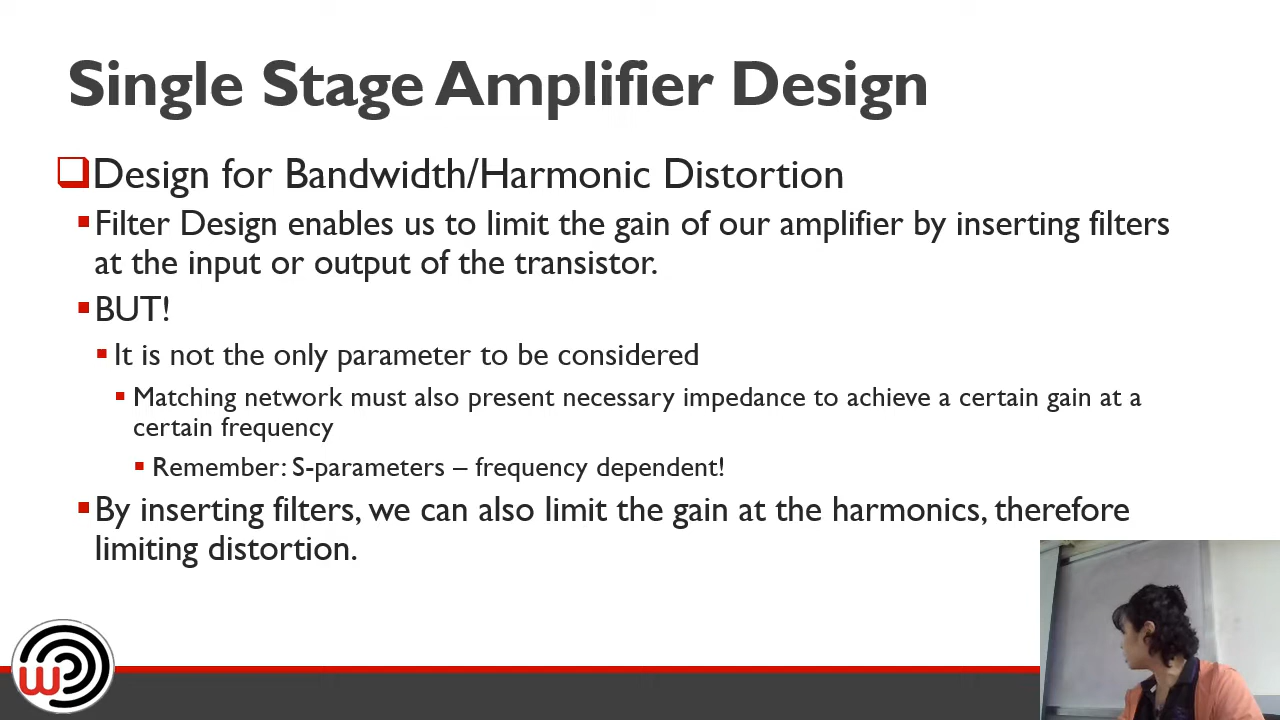 Single Stage Amplifier Design
Design for Bandwidth/Harmonic Distortion
Filter Design enables us to limit the gain of our amplifier by inserting filters
at the input or output of the transistor.
BUT!
It is not the only parameter to be considered
Matching network must also present necessary impedance to achieve a certain gain at a
certain frequency
Remember: S-parameters – frequency dependent!
By inserting filters, we can also limit the gain at the harmonics, therefore
limiting distortion.
w